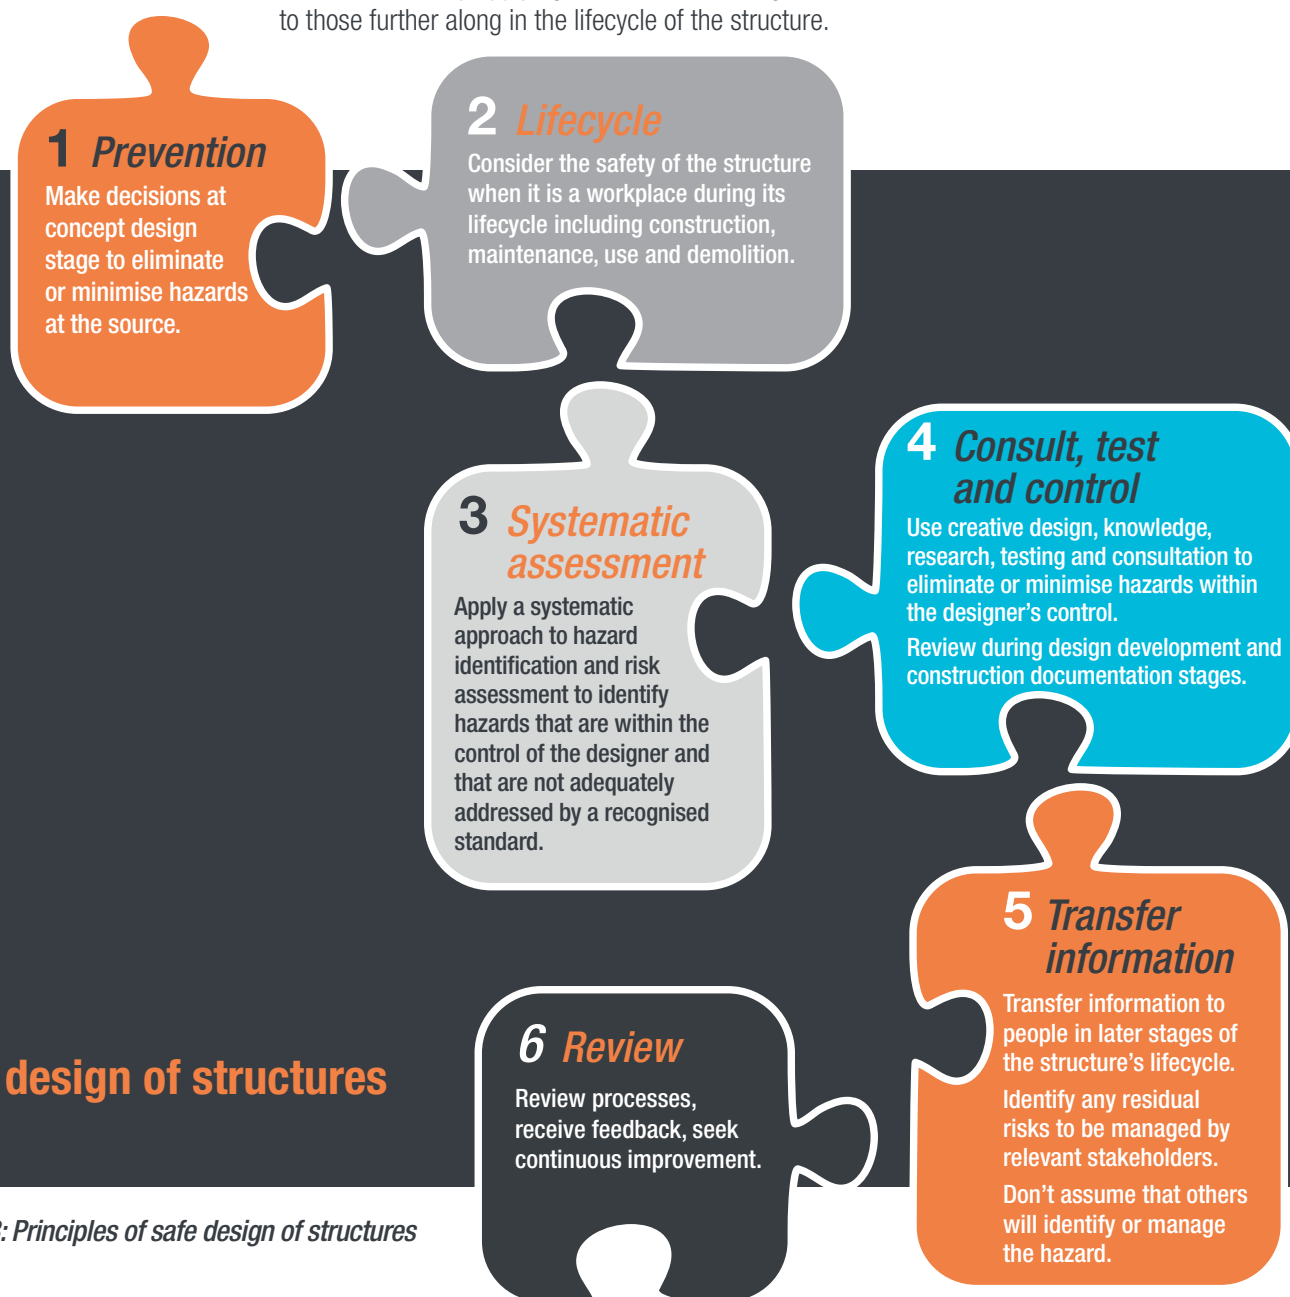 to those further along in the lifecycle of the structure.
1 Prevention
Make decisions at
concept design
stage to eliminate
or minimise hazards
at the source.
2 Lifecycle
Consider the safety of the structure
when it is a workplace during its
lifecycle including construction,
maintenance, use and demolition.
3 Systematic
assessment
Apply a systematic
approach to hazard
identification and risk
assessment to identify
hazards that are within the
control of the designer and
that are not adequately
addressed by a recognised
standard.
4 Consult, test
and control
Use creative design, knowledge,
research, testing and consultation to
eliminate or minimise hazards within
the designer’s control.
Review during design development and
construction documentation stages.
5 Transfer
information
Transfer information to
people in later stages of
the structure’s lifecycle.
Identify any residual
risks to be managed by
relevant stakeholders.
Don’t assume that others
will identify or manage
the hazard.
6 Review
Review processes,
receive feedback, seek
continuous improvement.
design of structures
: Principles of safe design of structures